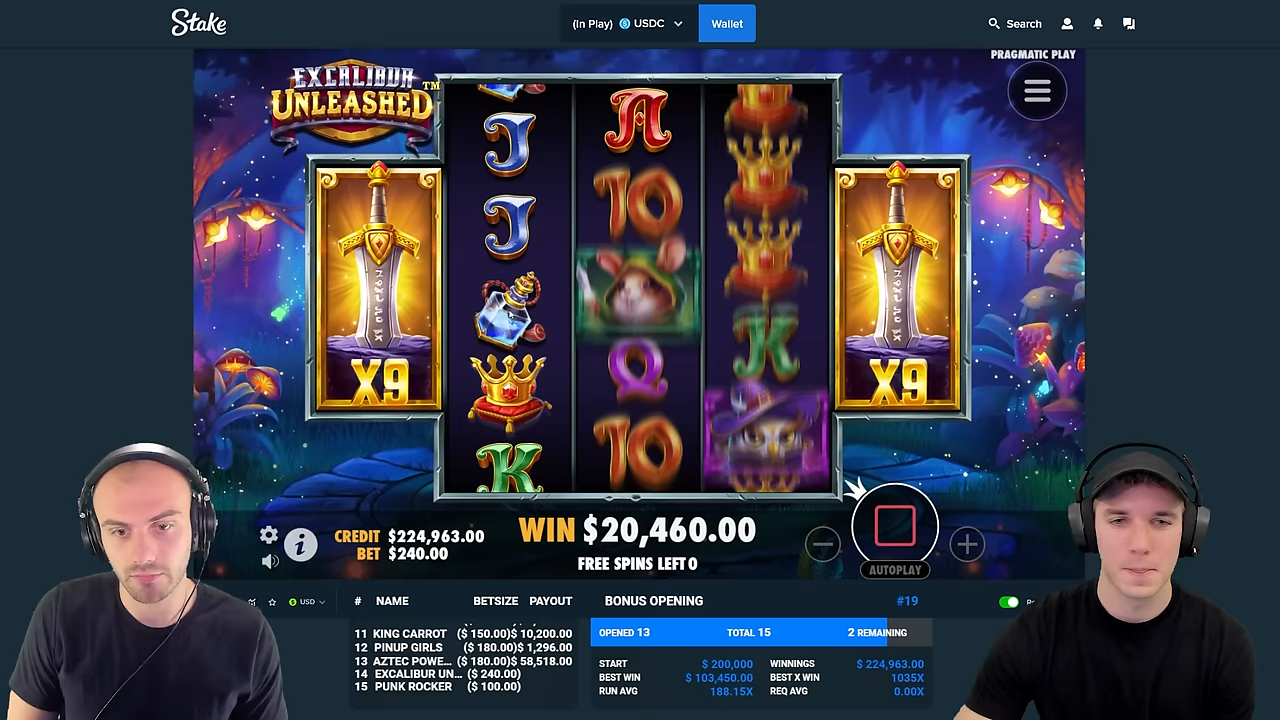 Stake
(In Play) USDC
Wallet
Search
PRAGMATIC PLAY
EXCALIBUR
UNLEASHED™
J
J
K
A
10
Q
10
K
X9
X9
CREDIT $224,963.00
BET $240.00
WIN $20,460.00
FREE SPINS LEFT 0
AUTOPLAY
USD
# NAME BETSIZE PAYOUT
11 KING CARROT ($ 150.00)$ 10,200.00
12 PINUP GIRLS ($ 180.00)$ 1,296.00
13 AZTEC POWE... ($ 180.00)$ 58,518.00
14 EXCALIBUR UN... ($ 240.00)
15 PUNK ROCKER ($ 100.00)
BONUS OPENING #19
OPENED 13 TOTAL 15 2 REMAINING
START $ 200,000 WINNINGS $ 224,963.00
BEST WIN $ 103,450.00 BEST X WIN 1035X
RUN AVG 188.15X REQ AVG 0.00X